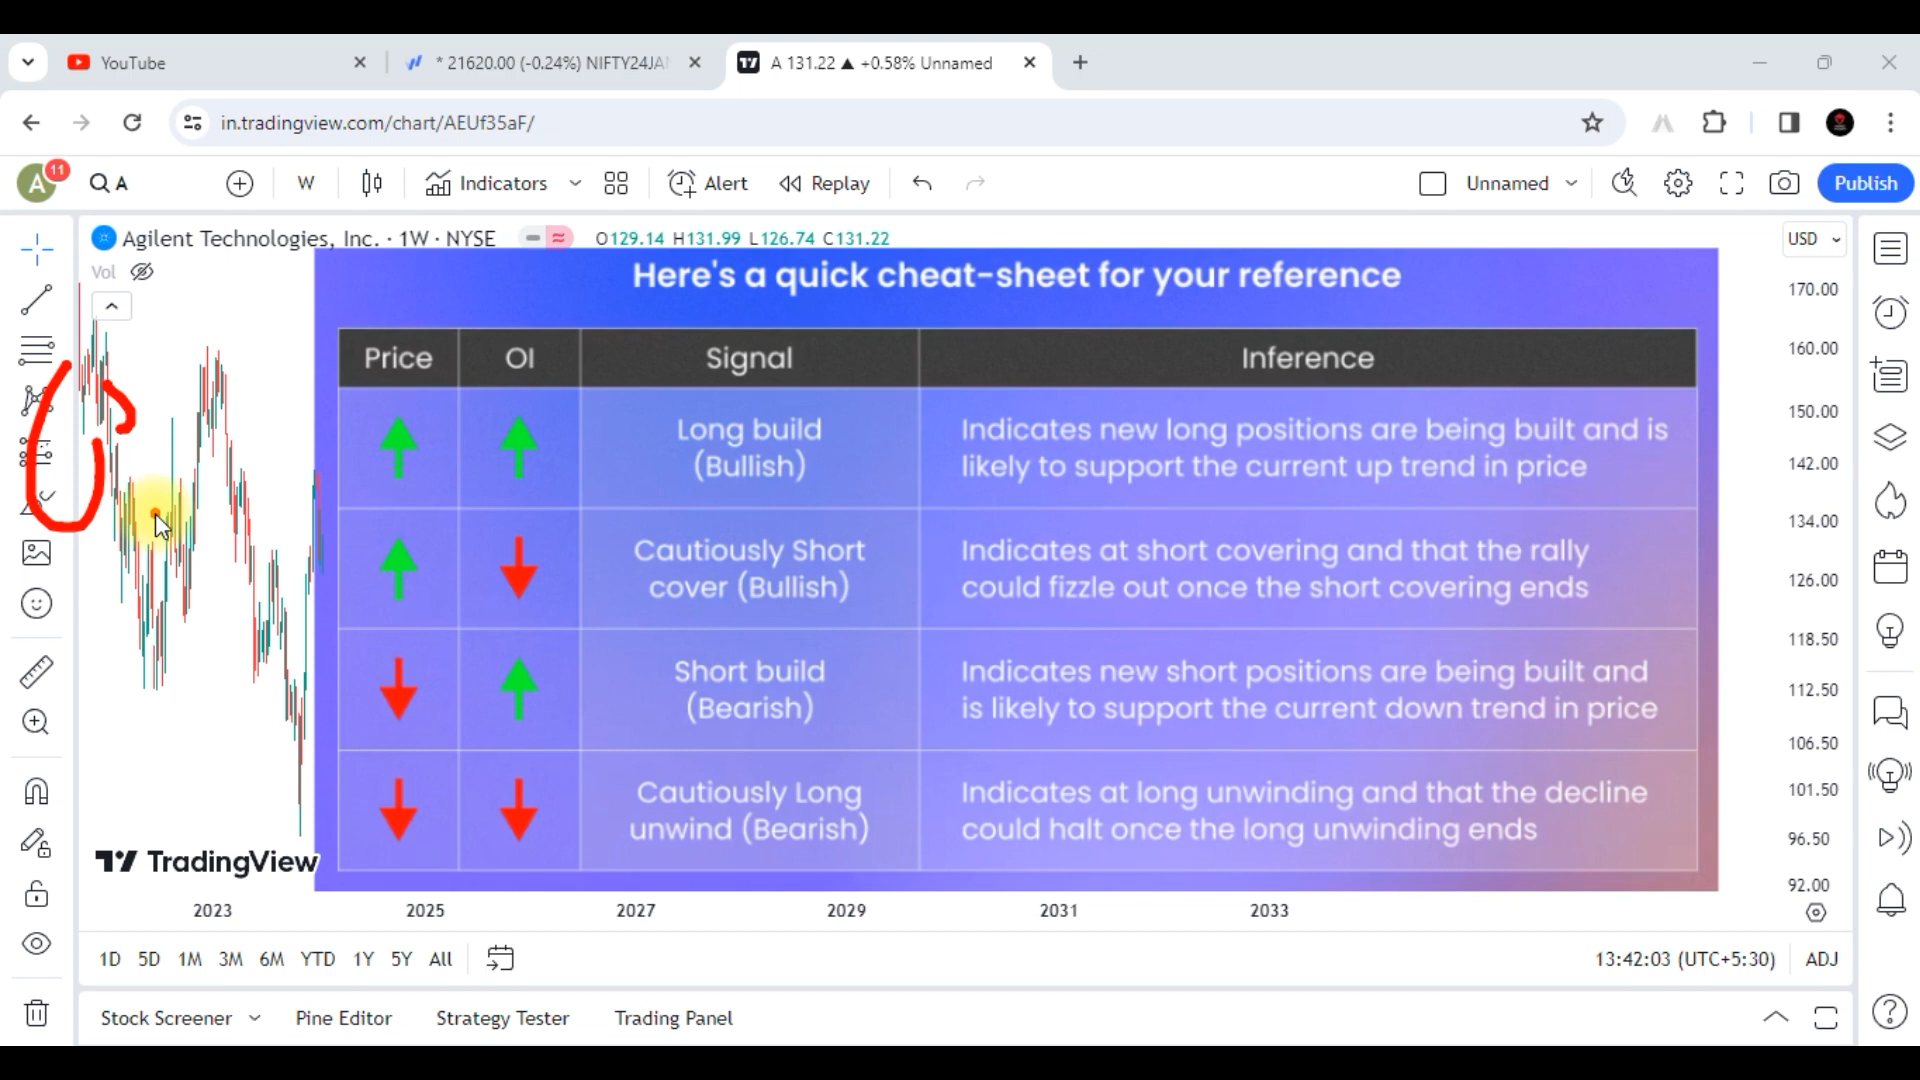 YouTube
* 21620.00 (-0.24%) NIFTY24JA
A 131.22 ▲ +0.58% Unnamed
in.tradingview.com/chart/AEUf35aF/
A
11
A
W
Indicators
Alert
Replay
Unnamed
Publish
Agilent Technologies, Inc. · 1W · NYSE
O129.14 H131.99 L126.74 C131.22
USD
Vol
Here's a quick cheat-sheet for your reference
Price OI Signal Inference
Long build
(Bullish)
Indicates new long positions are being built and is
likely to support the current up trend in price
Cautiously Short
cover (Bullish)
Indicates at short covering and that the rally
could fizzle out once the short covering ends
Short build
(Bearish)
Indicates new short positions are being built and
is likely to support the current down trend in price
Cautiously Long
unwind (Bearish)
Indicates at long unwinding and that the decline
could halt once the long unwinding ends
170.00
160.00
150.00
142.00
134.00
126.00
118.50
112.50
106.50
101.50
96.50
92.00
TradingView
2023 2025 2027 2029 2031 2033
1D 5D 1M 3M 6M YTD 1Y 5Y All
13:42:03 (UTC+5:30) ADJ
Stock Screener Pine Editor Strategy Tester Trading Panel